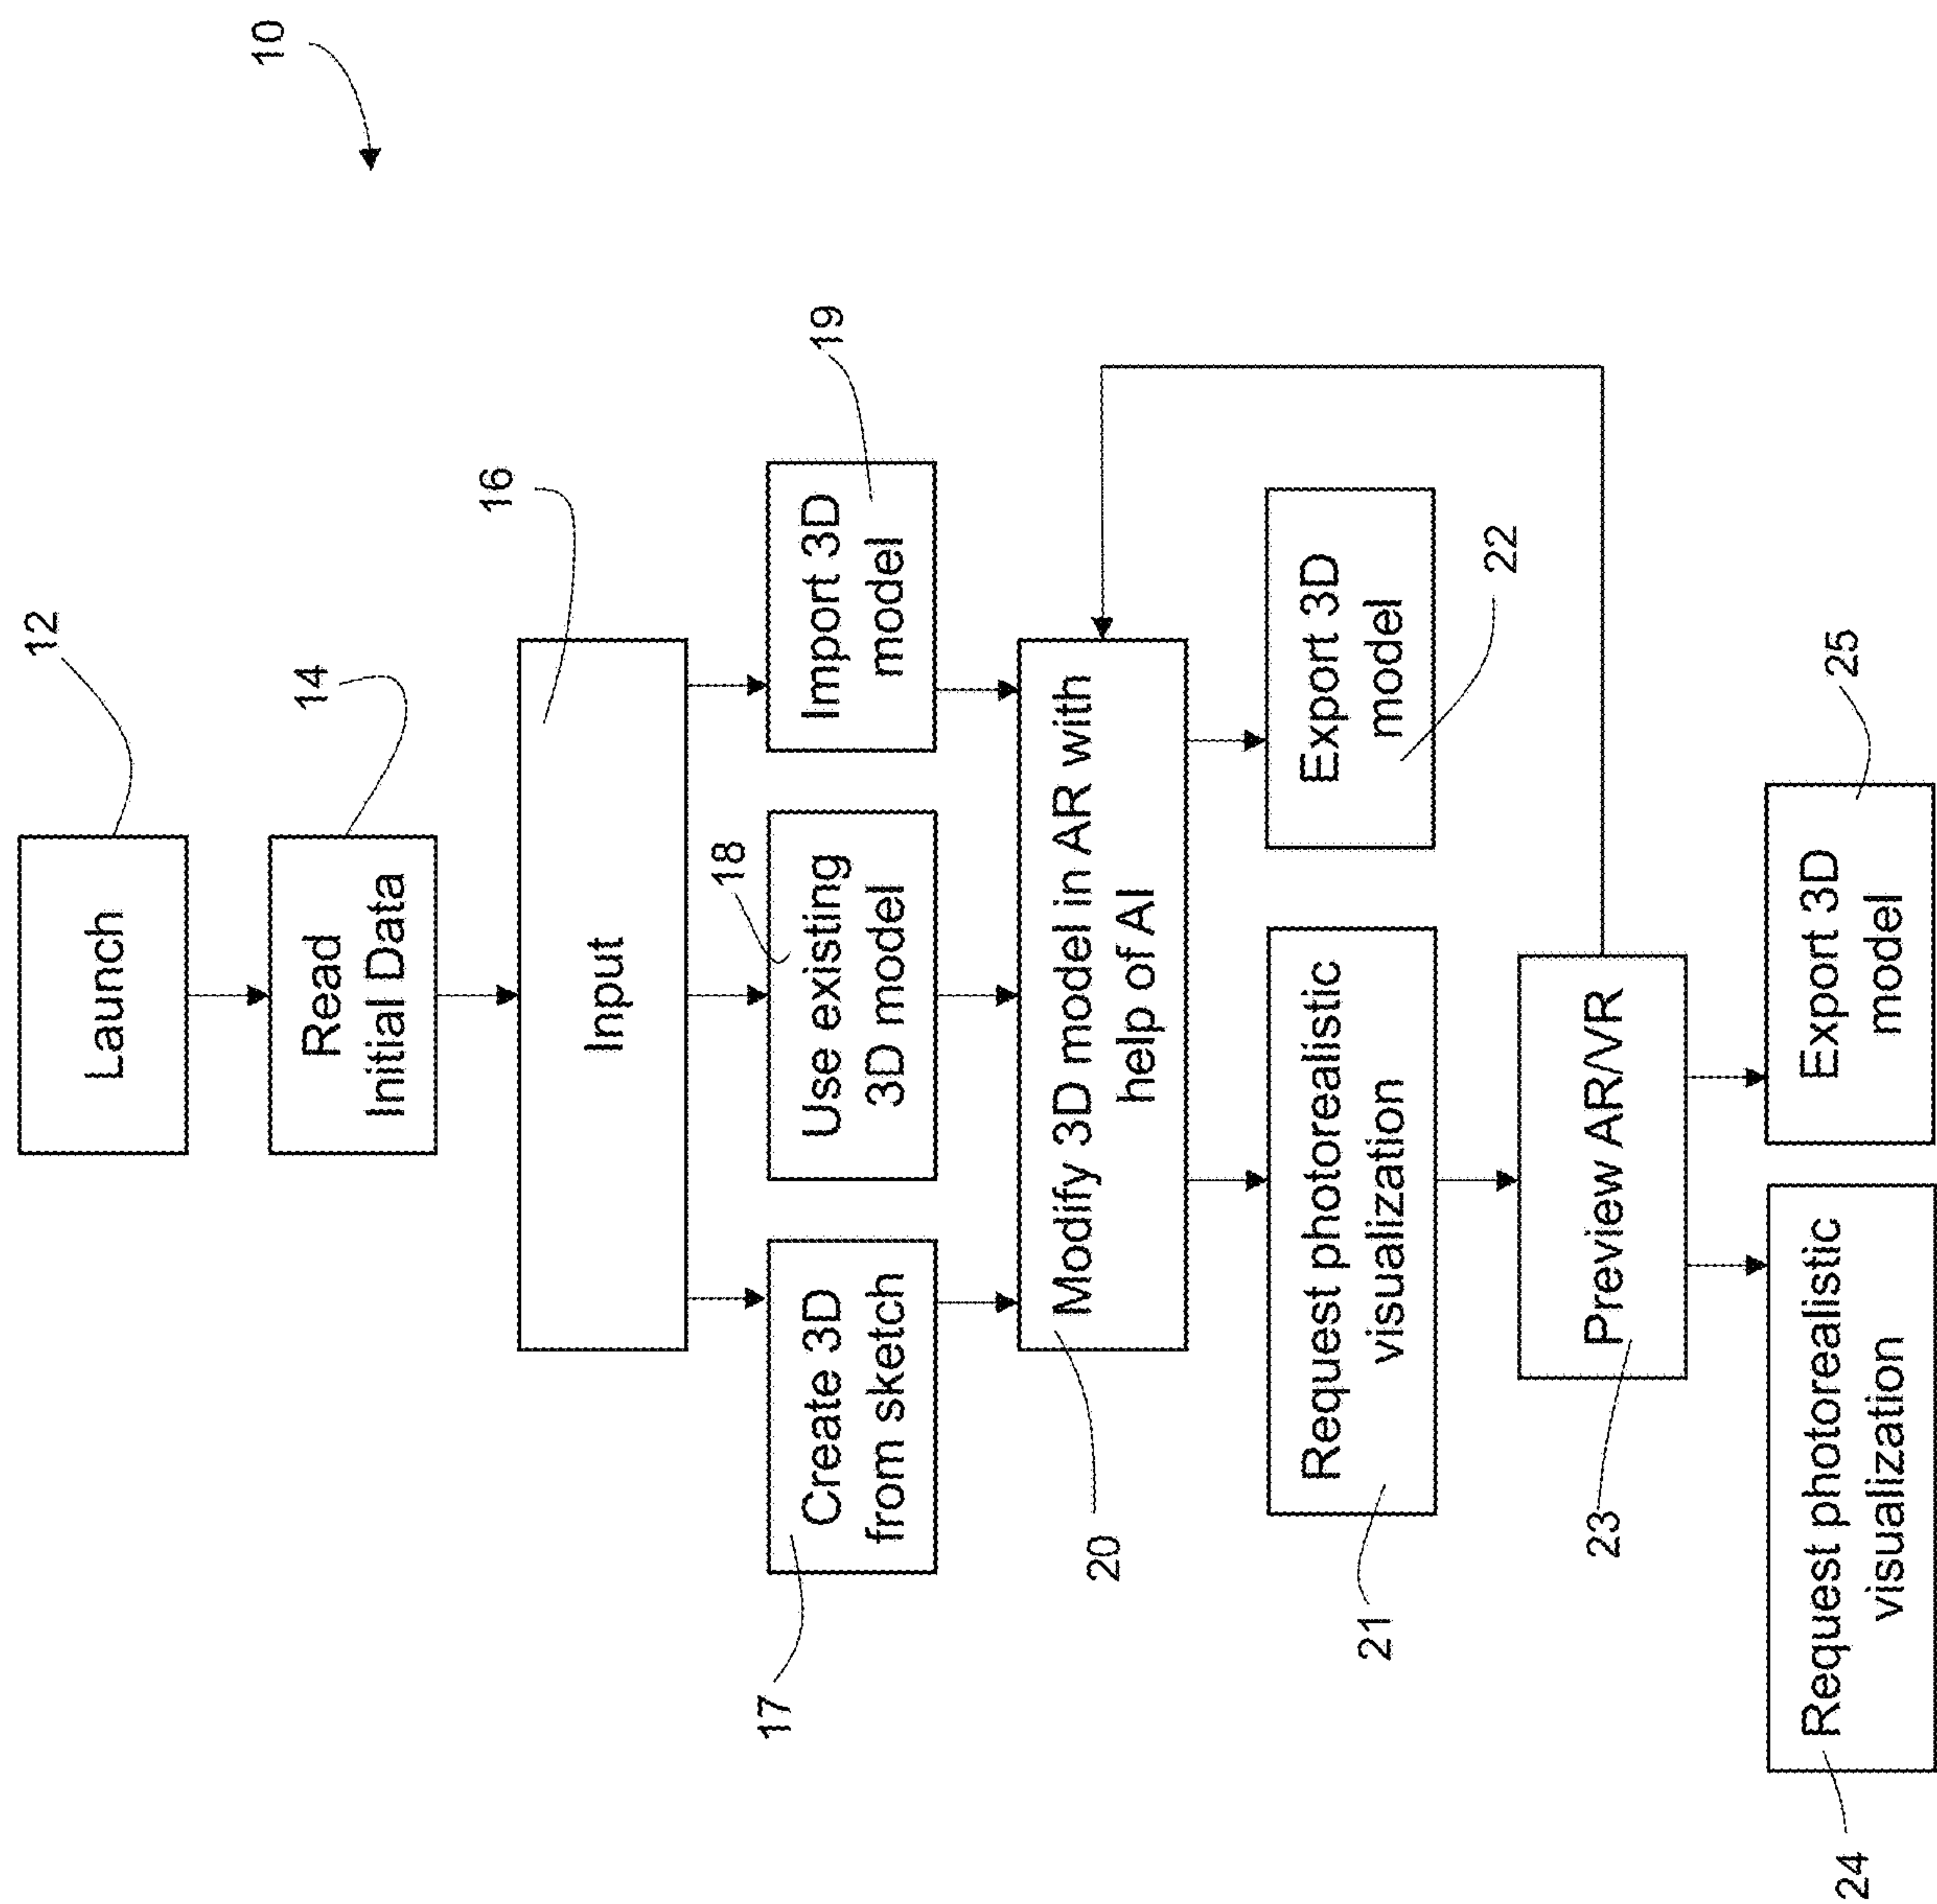 10
Launch
12
Read
Initial Data
14
Input
16
Create 3D
from sketch
17
Use existing
3D model
18
Import 3D
model
19
Modify 3D model in AR with
help of AI
20
Request photorealistic
visualization
21
Export 3D
model
22
Preview AR/VR
23
Request photorealistic
visualization
24
Export 3D
model
25